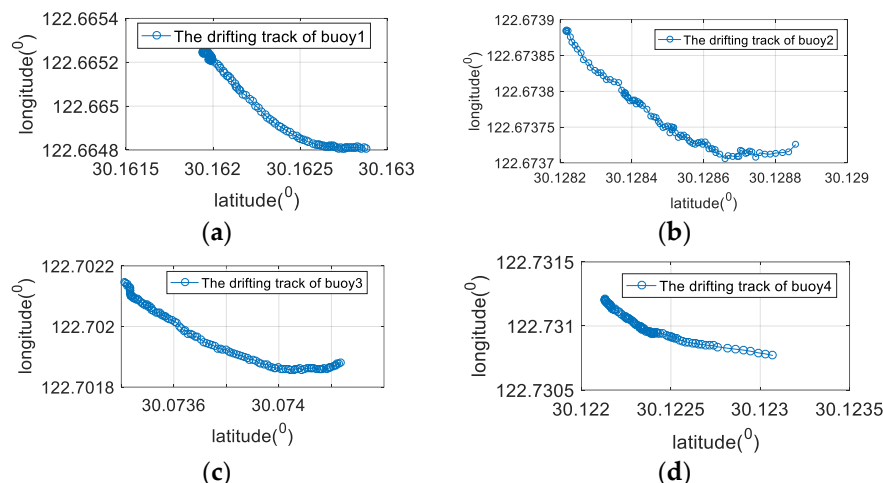 The drifting track of buoy1
122.6654
122.6652
122.665
122.6648
longitude(⁰)
30.1615
30.162
30.1625
30.163
latitude(⁰)
(a)
The drifting track of buoy2
122.6739
122.67385
122.6738
122.67375
122.6737
longitude(⁰)
30.1282
30.1284
30.1286
30.1288
30.129
latitude(⁰)
(b)
The drifting track of buoy3
122.7022
122.702
122.7018
longitude(⁰)
30.0736
30.074
latitude(⁰)
(c)
The drifting track of buoy4
122.7315
122.731
122.7305
longitude(⁰)
30.122
30.1225
30.123
30.1235
latitude(⁰)
(d)